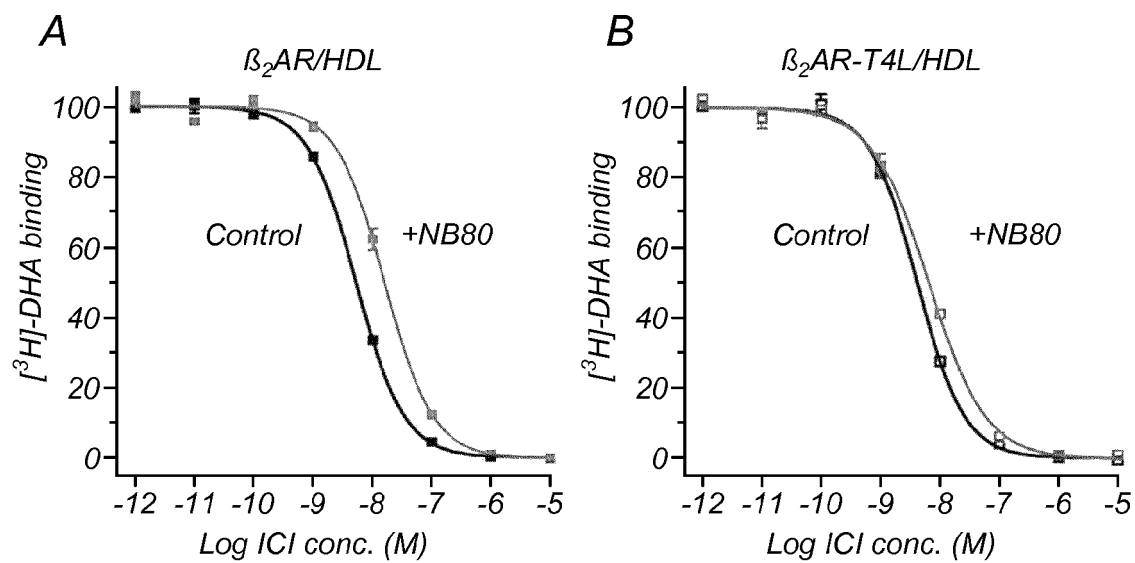 A
ß₂AR/HDL
[³H]-DHA binding
100
80
60
40
20
0
Control
+NB80
-12 -11 -10 -9 -8 -7 -6 -5
Log ICI conc. (M)
B
ß₂AR-T4L/HDL
[³H]-DHA binding
100
80
60
40
20
0
Control
+NB80
-12 -11 -10 -9 -8 -7 -6 -5
Log ICI conc. (M)